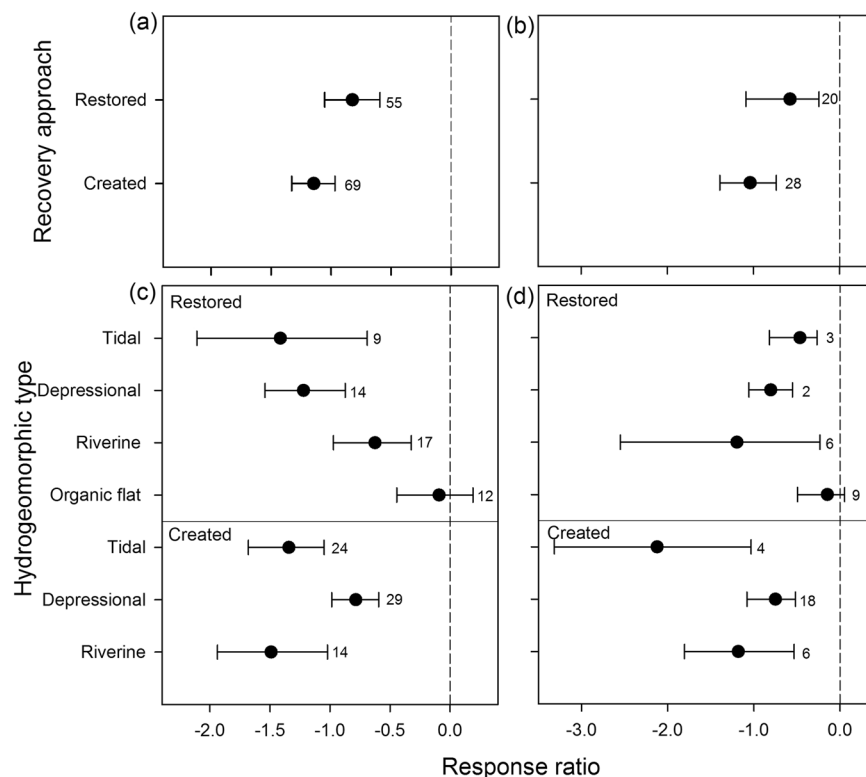 (a)
(b)
Recovery approach
Restored
55
20
Created
69
28
(c)
(d)
Hydrogeomorphic type
Restored
Restored
Tidal
9
3
Depressional
14
2
Riverine
17
6
Organic flat
12
9
Created
Created
Tidal
24
4
Depressional
29
18
Riverine
14
6
-2.0 -1.5 -1.0 -0.5 0.0
-3.0 -2.0 -1.0 0.0
Response ratio